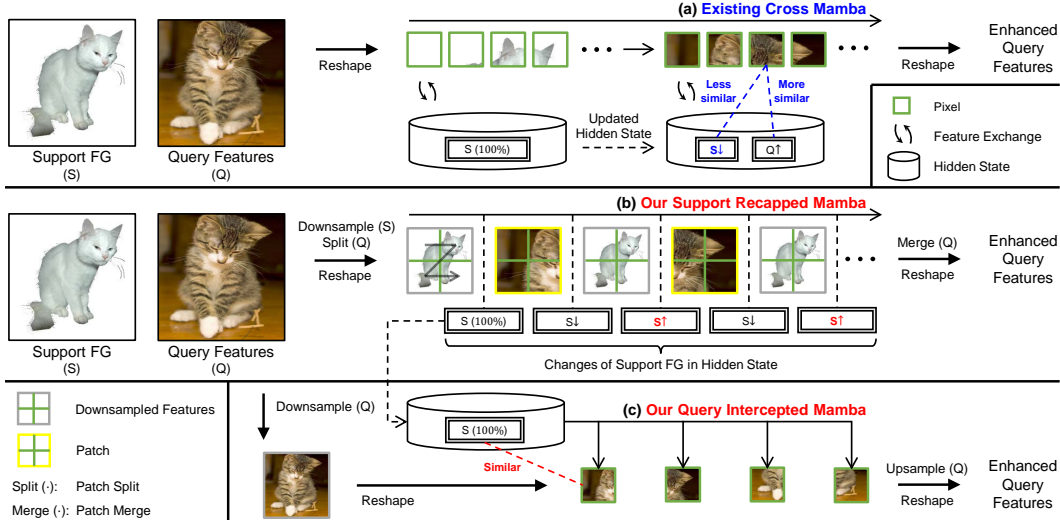 (a) Existing Cross Mamba
Support FG
(S)
Query Features
(Q)
Reshape
Less
similar
More
similar
S (100%)
Updated
Hidden State
S↓
Q↑
Reshape
Enhanced
Query
Features
Pixel
Feature Exchange
Hidden State
(b) Our Support Recapped Mamba
Support FG
(S)
Query Features
(Q)
Downsample (S)
Split (Q)
Reshape
S (100%)
S↓
S↑
S↓
S↑
Changes of Support FG in Hidden State
Merge (Q)
Reshape
Enhanced
Query
Features
Downsampled Features
Patch
Split (·): Patch Split
Merge (·): Patch Merge
(c) Our Query Intercepted Mamba
Downsample (Q)
S (100%)
Similar
Reshape
Upsample (Q)
Reshape
Enhanced
Query
Features